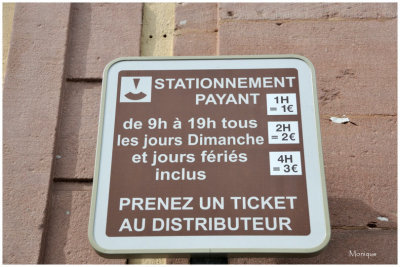 STATIONNEMENT
PAYANT
1H
= 1€
de 9h à 19h tous
les jours Dimanche
et jours fériés
inclus
2H
= 2€
4H
= 3€
PRENEZ UN TICKET
AU DISTRIBUTEUR
Monique